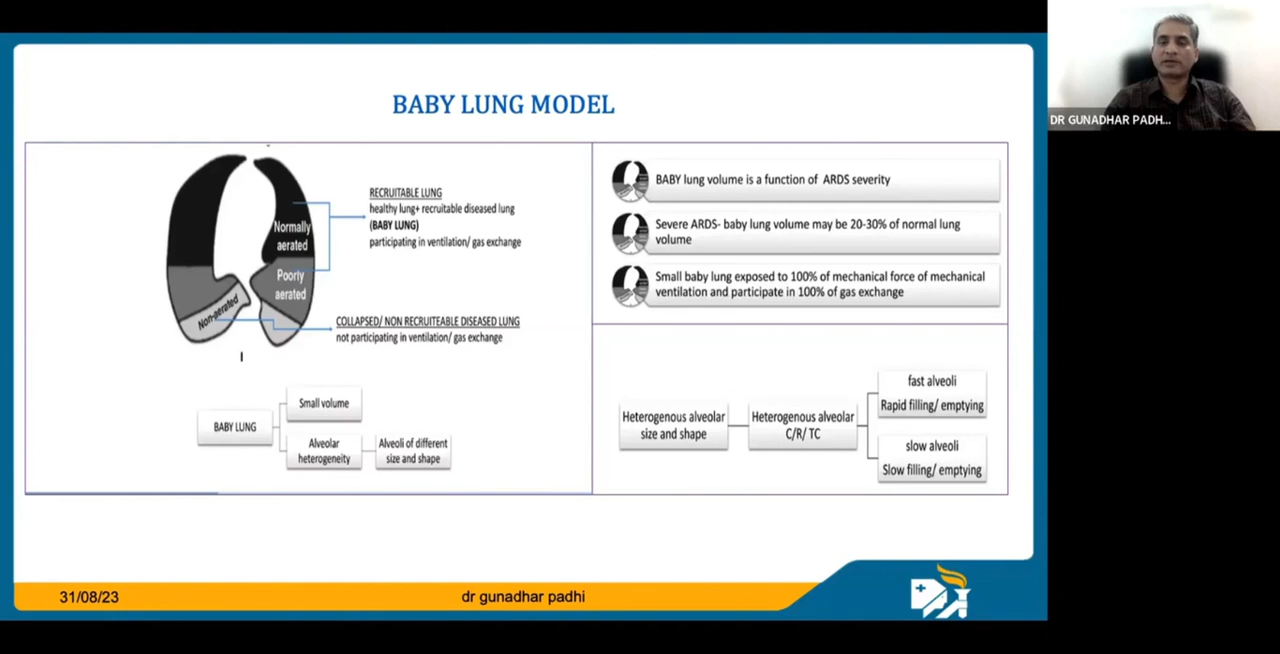 BABY LUNG MODEL
Normally
aerated
Poorly
aerated
Non-aerated
RECRUITABLE LUNG
healthy lung+ recruitable diseased lung
(BABY LUNG)
participating in ventilation/ gas exchange
COLLAPSED/ NON RECRUITEABLE DISEASED LUNG
not participating in ventilation/ gas exchange
BABY LUNG
Small volume
Alveolar
heterogeneity
Alveoli of different
size and shape
BABY lung volume is a function of ARDS severity
Severe ARDS- baby lung volume may be 20-30% of normal lung
volume
Small baby lung exposed to 100% of mechanical force of mechanical
ventilation and participate in 100% of gas exchange
Heterogenous alveolar
size and shape
Heterogenous alveolar
C/R/ TC
fast alveoli
Rapid filling/ emptying
slow alveoli
Slow filling/ emptying
31/08/23
dr gunadhar padhi
DR GUNADHAR PADH...